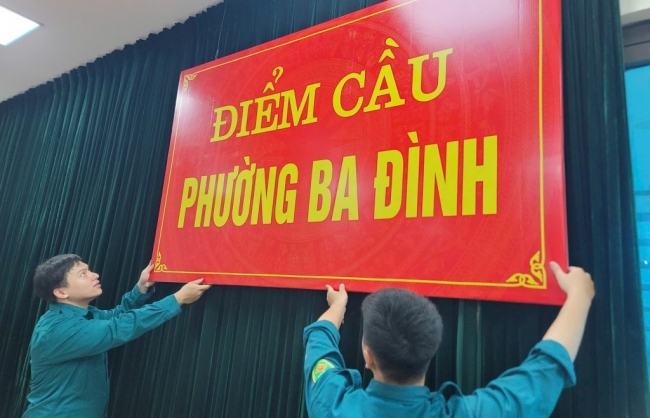 ĐIỂM CẦU
PHƯỜNG BA ĐÌNH